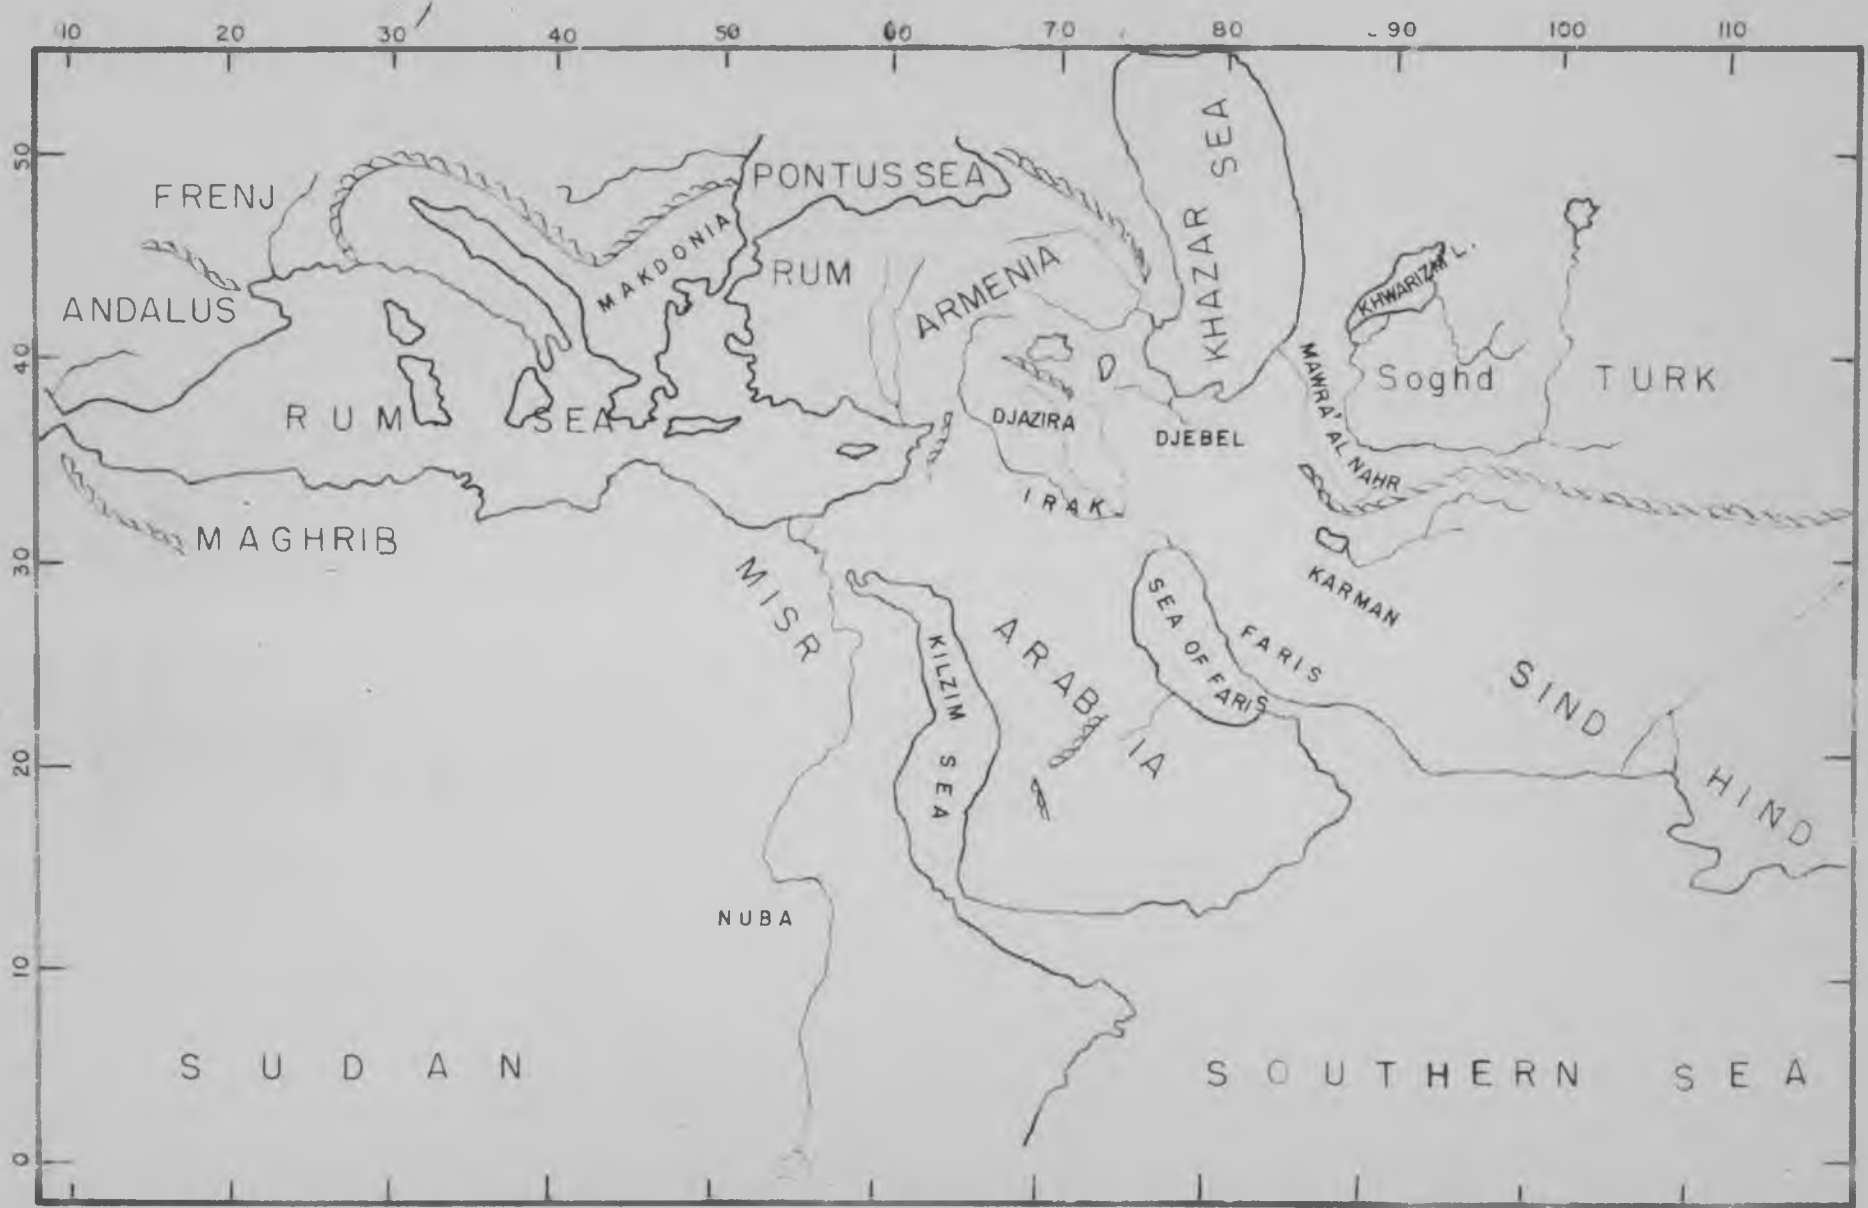 10 20 30 40 50 60 70 80 90 100 110
50
40
30
20
10
0
FRENJ
PONTUS SEA
KHAZAR SEA
MAKDONIA
RUM
ARMENIA
KHWARIZM L.
ANDALUS
Soghd
TURK
RUM SEA
DJAZIRA
DJEBEL
MAWRA' AL NAHR
IRAK
MAGHRIB
MISR
KARMAN
SEA OF FARIS
FARIS
ARABIA
KILZIM SEA
SIND
HIND
NUBA
SUDAN
SOUTHERN SEA